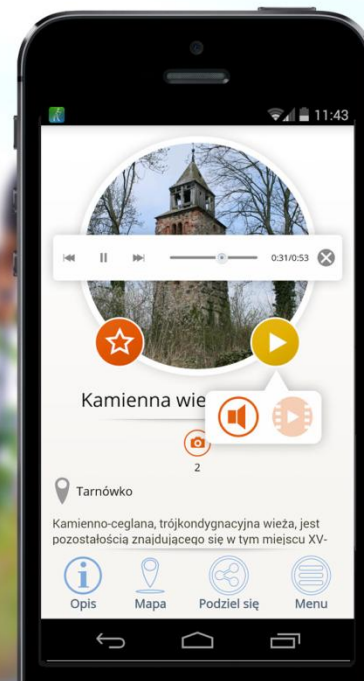 11:43
0:31/0:53
Kamienna wie
2
Tarnówko
Kamienno-ceglana, trójkondygnacyjna wieża, jest
pozostałością znajdującego się w tym miejscu XV-
Opis Mapa Podziel się Menu